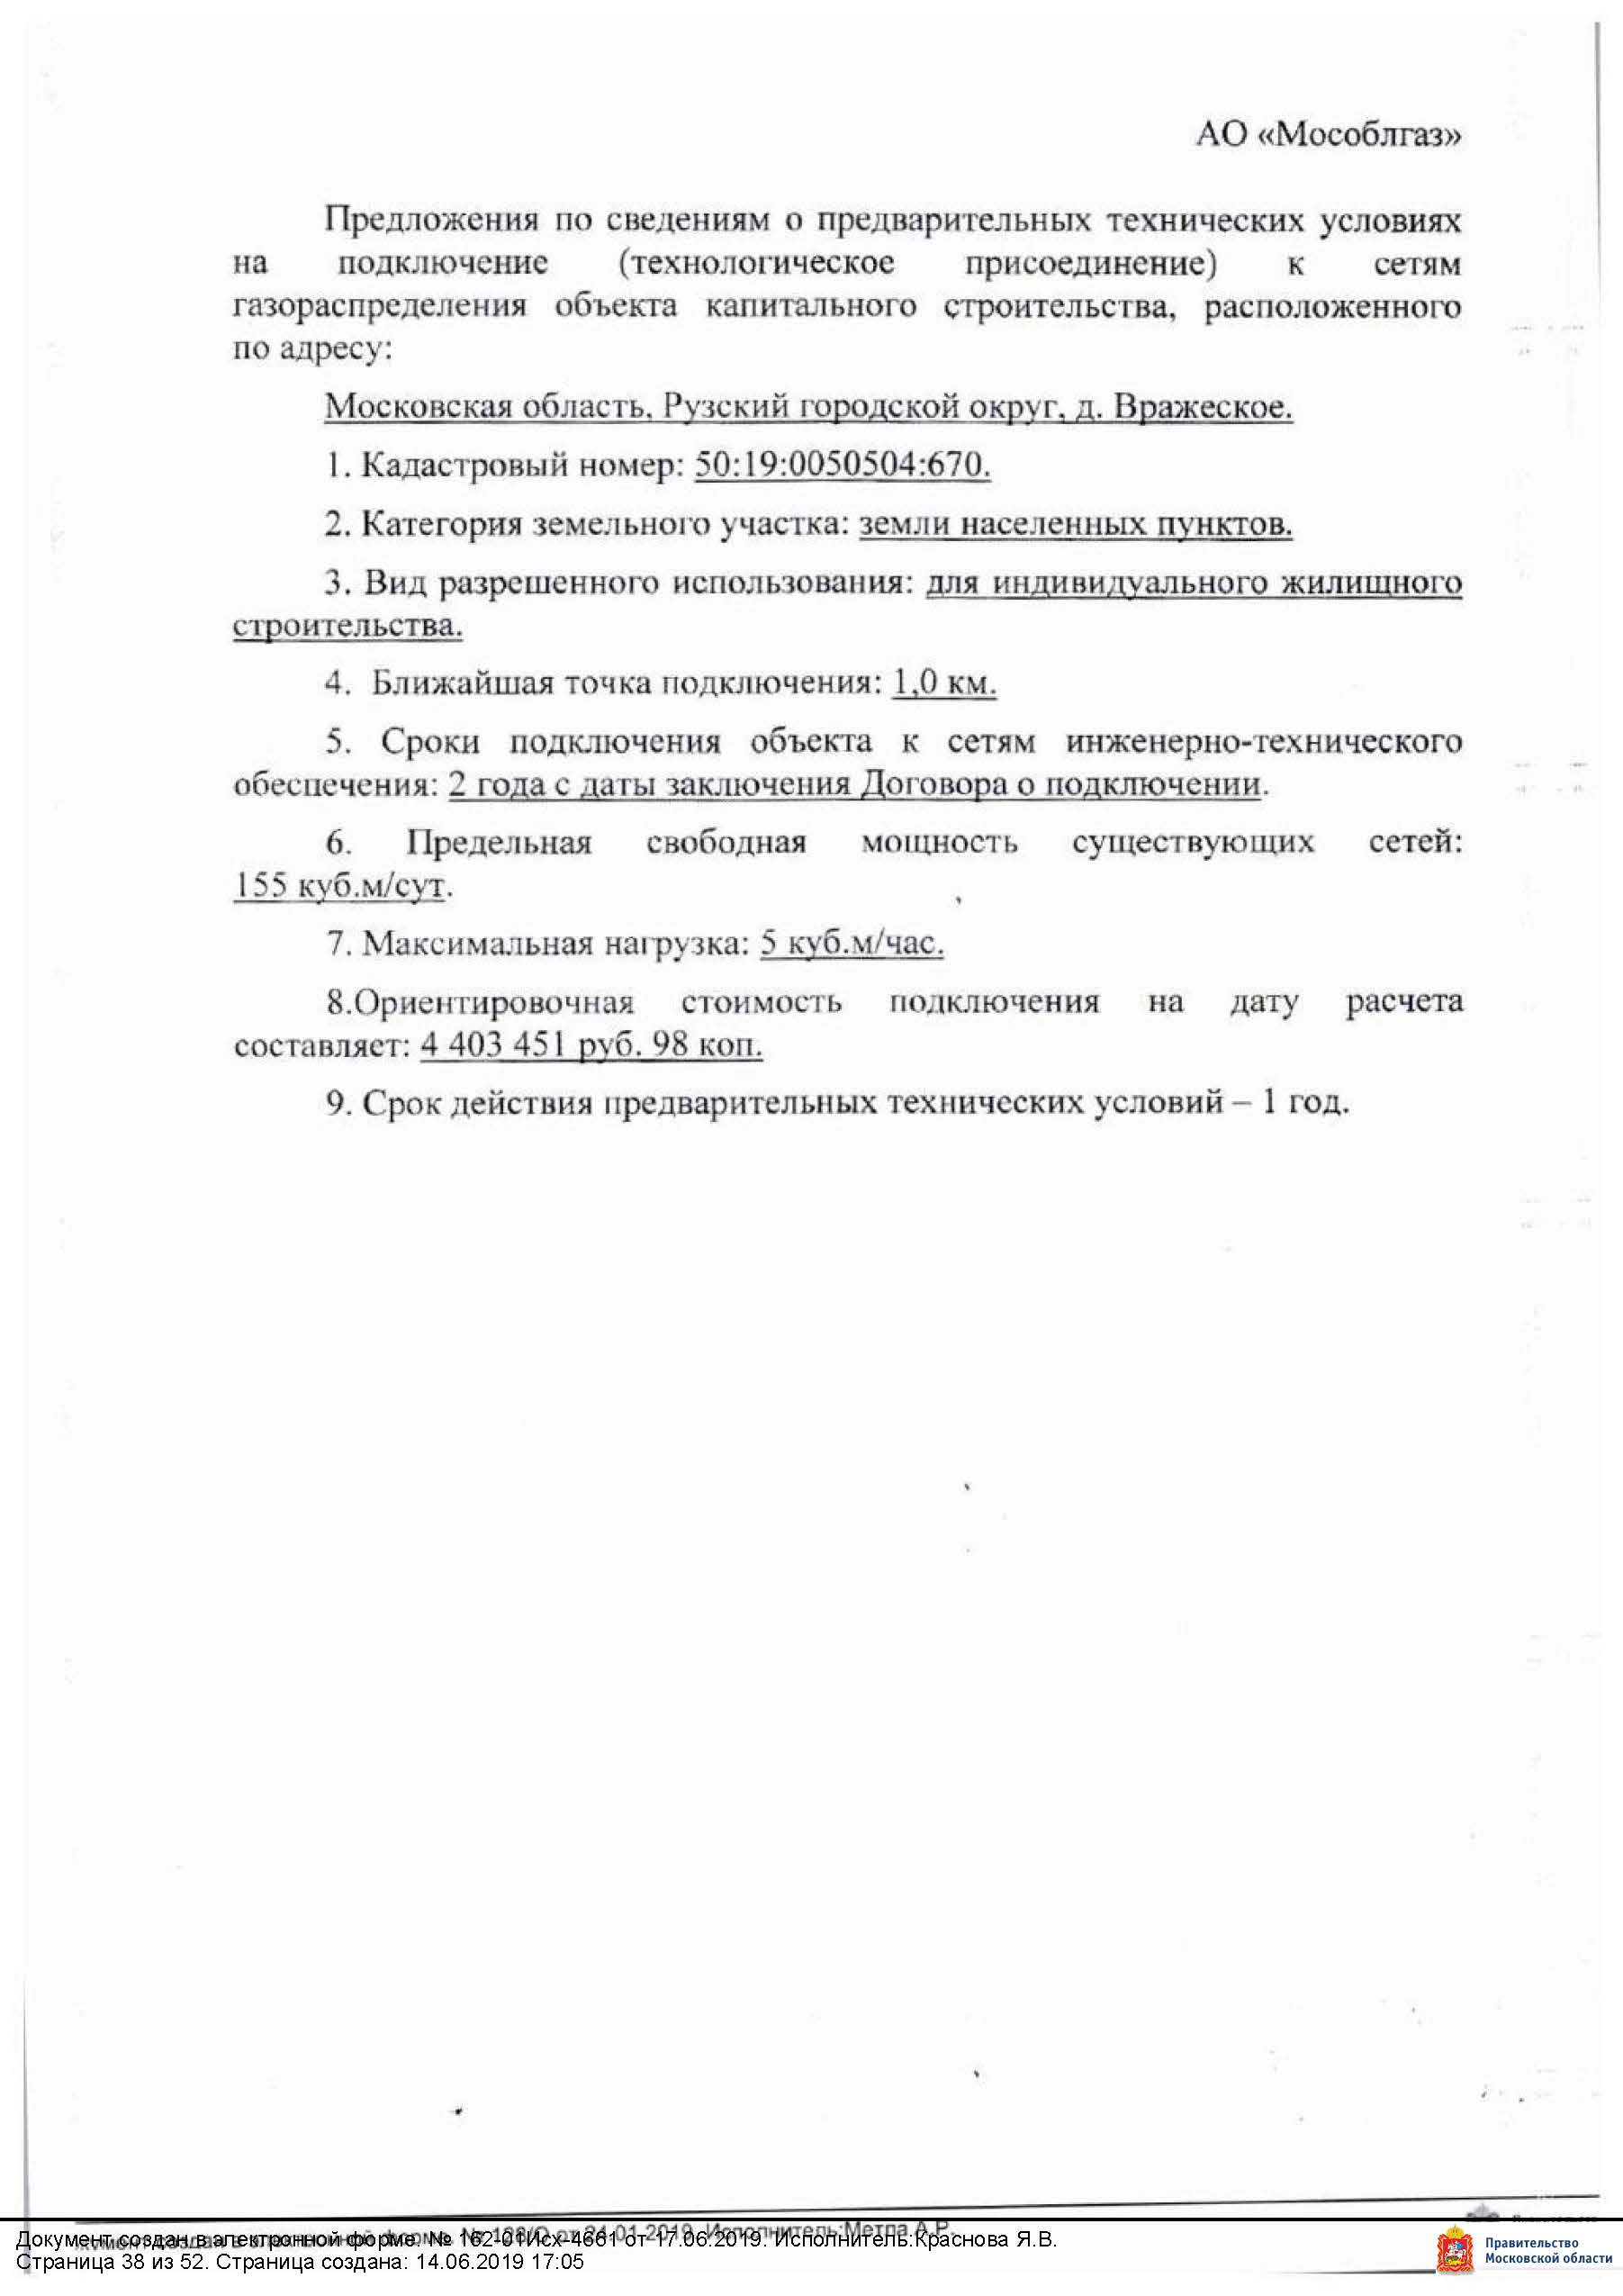 АО «Мособлгаз»
Предложения по сведениям о предварительных технических условиях
на подключение (технологическое присоединение) к сетям
газораспределения объекта капитального строительства, расположенного
по адресу:
Московская область, Рузский городской округ, д. Вражеское.
1. Кадастровый номер: 50:19:0050504:670.
2. Категория земельного участка: земли населенных пунктов.
3. Вид разрешенного использования: для индивидуального жилищного
строительства.
4. Ближайшая точка подключения: 1,0 км.
5. Сроки подключения объекта к сетям инженерно-технического
обеспечения: 2 года с даты заключения Договора о подключении.
6. Предельная свободная мощность существующих сетей:
155 куб.м/сут.
7. Максимальная нагрузка: 5 куб.м/час.
8.Ориентировочная стоимость подключения на дату расчета
составляет: 4 403 451 руб. 98 коп.
9. Срок действия предварительных технических условий – 1 год.
Документ создан в электронной форме. № 162-01Исх-4661 от 17.06.2019. Исполнитель:Краснова Я.В.
Страница 38 из 52. Страница создана: 14.06.2019 17:05
Правительство
Московской области